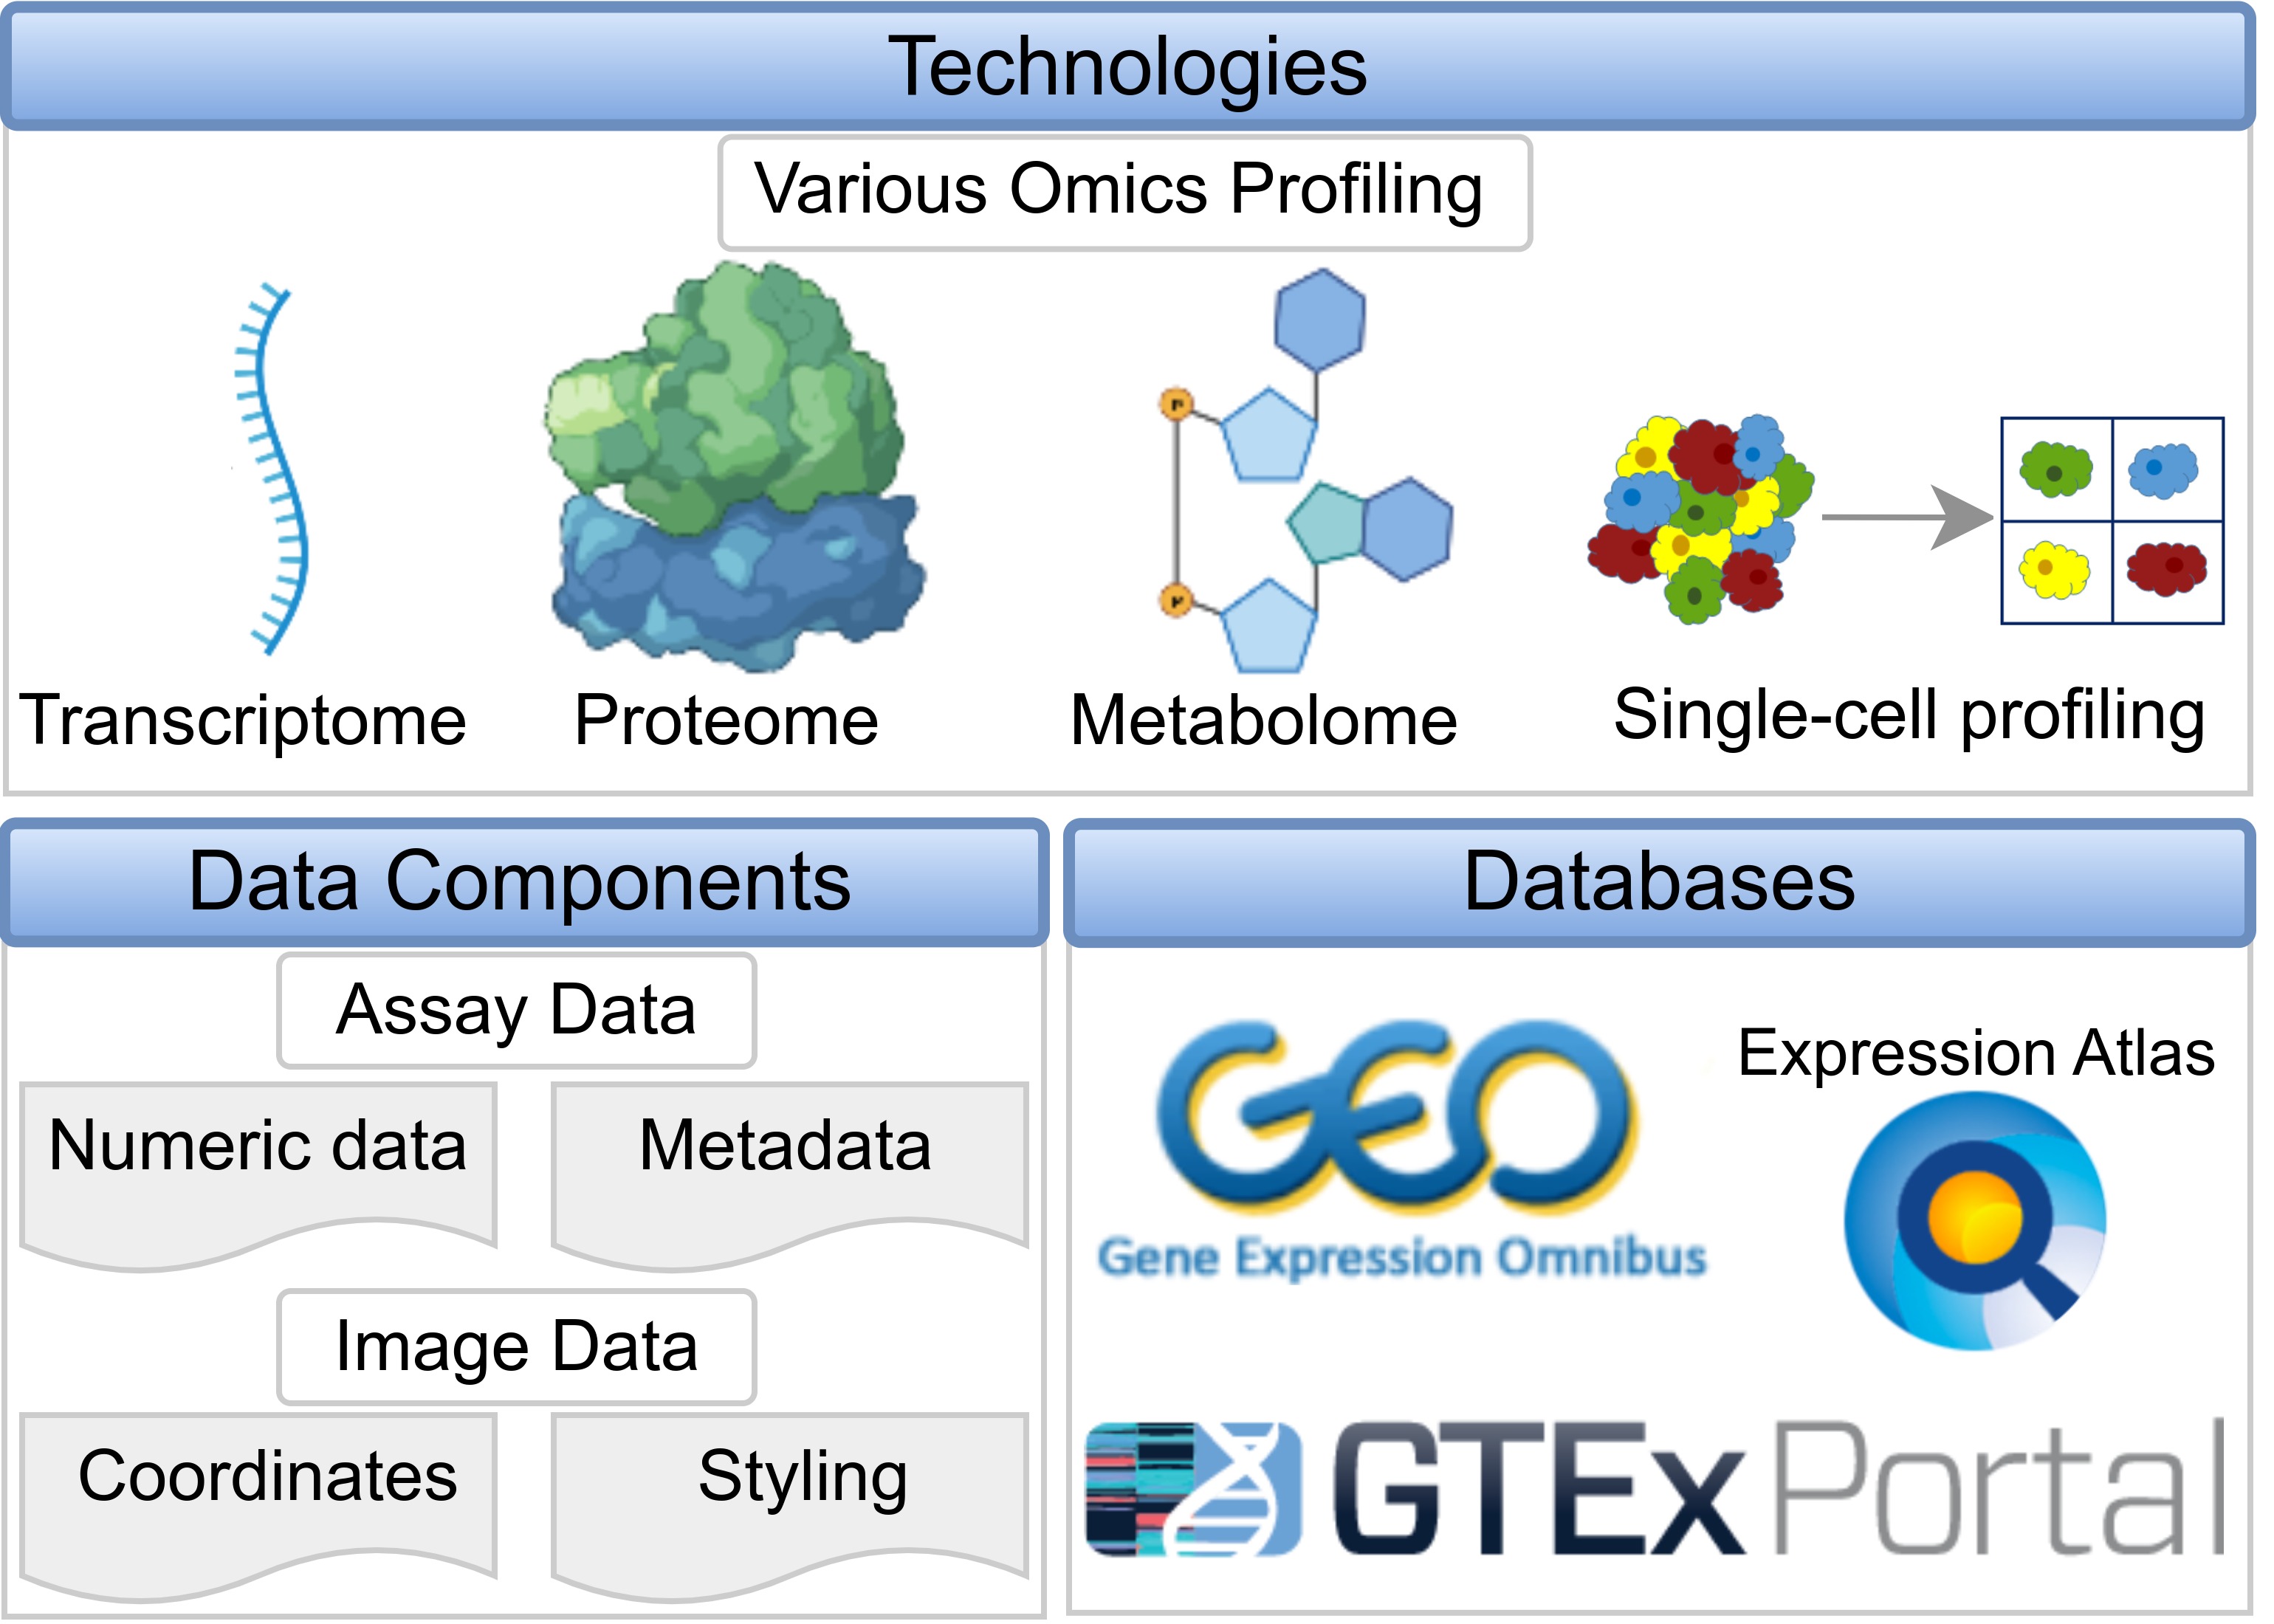 Technologies
Various Omics Profiling
P
P
Transcriptome
Proteome
Metabolome
Single-cell profiling
Data Components
Assay Data
Numeric data
Metadata
Image Data
Coordinates
Styling
Databases
GEO
Gene Expression Omnibus
Expression Atlas
GTEx Portal